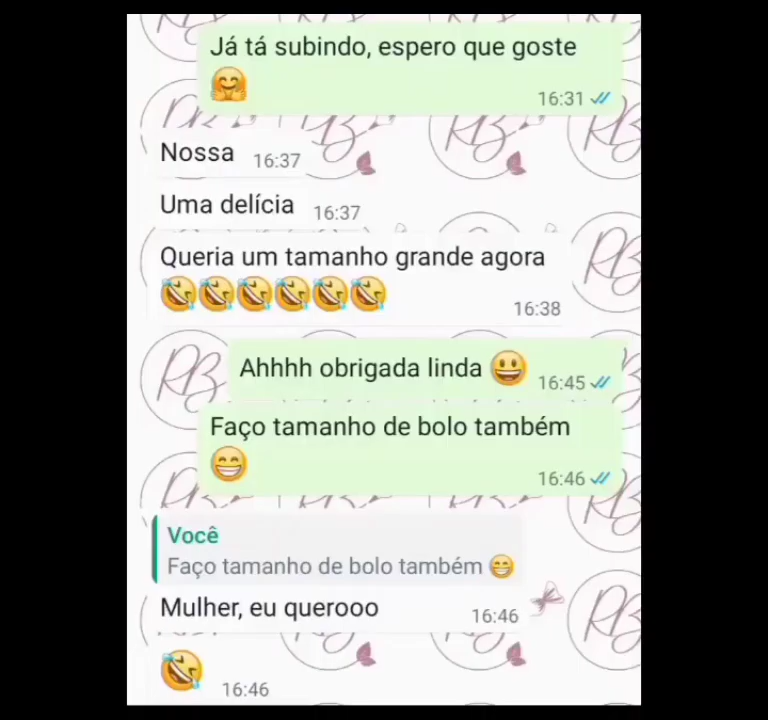 Já tá subindo, espero que goste
🤗
16:31
Nossa 16:37
Uma delícia 16:37
Queria um tamanho grande agora
🤣🤣🤣🤣🤣🤣 16:38
Ahhhh obrigada linda 😃 16:45
Faço tamanho de bolo também
😁 16:46
Você
Faço tamanho de bolo também 😁
Mulher, eu querooo 16:46
🤣 16:46
RB